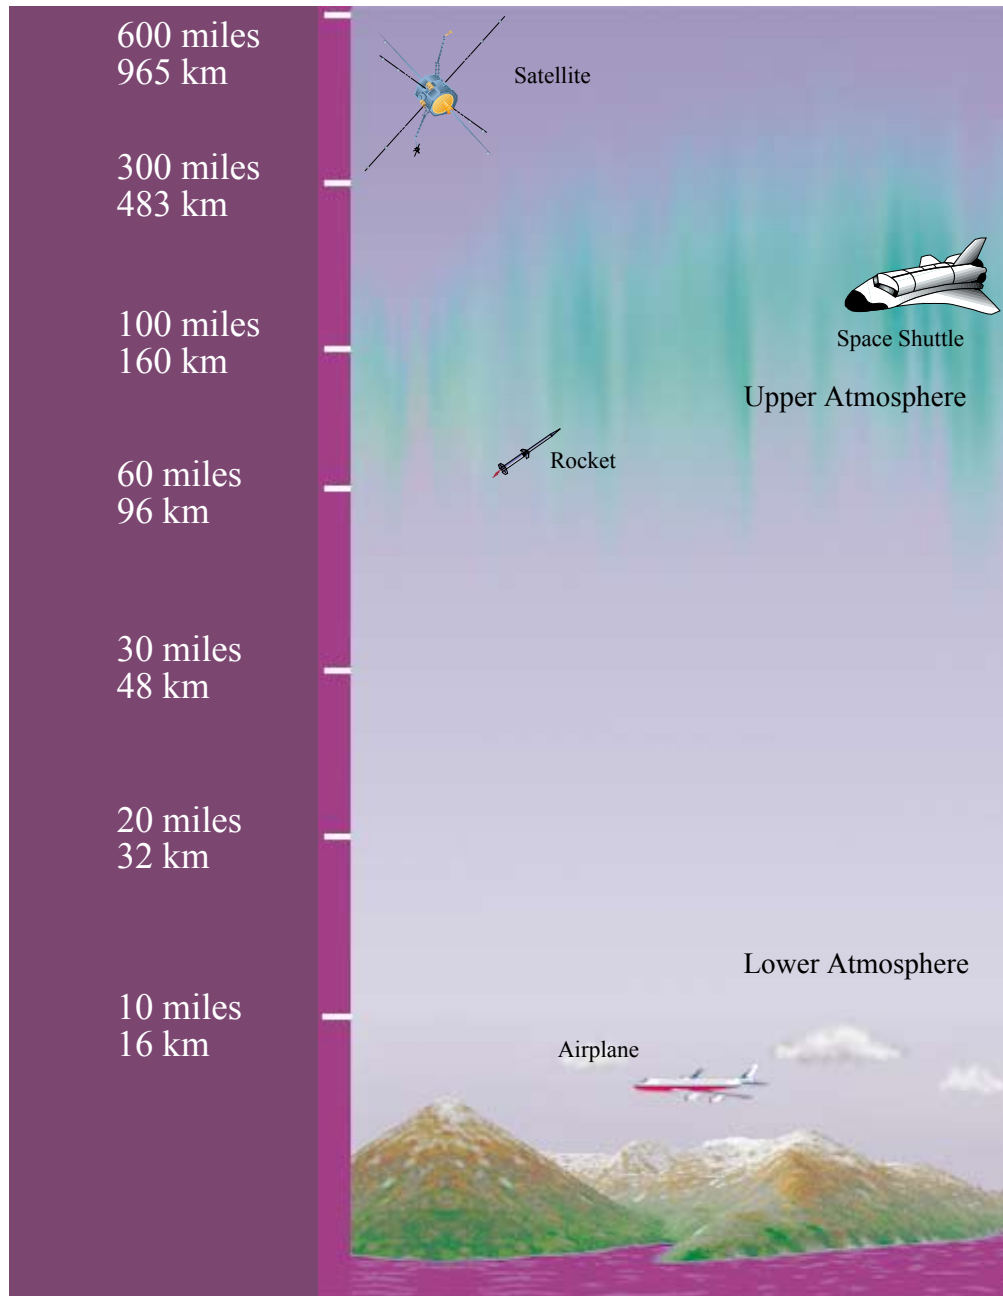 600 miles
965 km
Satellite
300 miles
483 km
100 miles
160 km
Space Shuttle
Upper Atmosphere
Rocket
60 miles
96 km
30 miles
48 km
20 miles
32 km
Lower Atmosphere
10 miles
16 km
Airplane